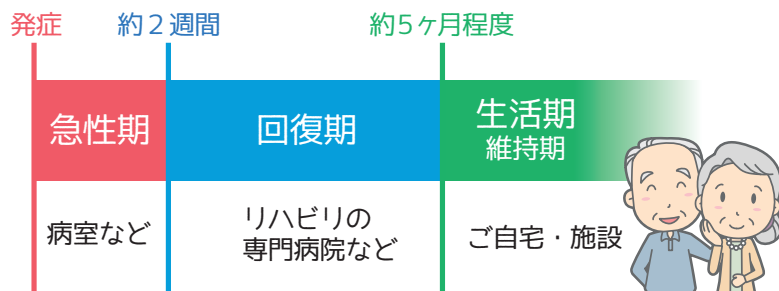 発症 約2週間 約5ヶ月程度
急性期 回復期 生活期
維持期
病室など リハビリの
専門病院など ご自宅・施設